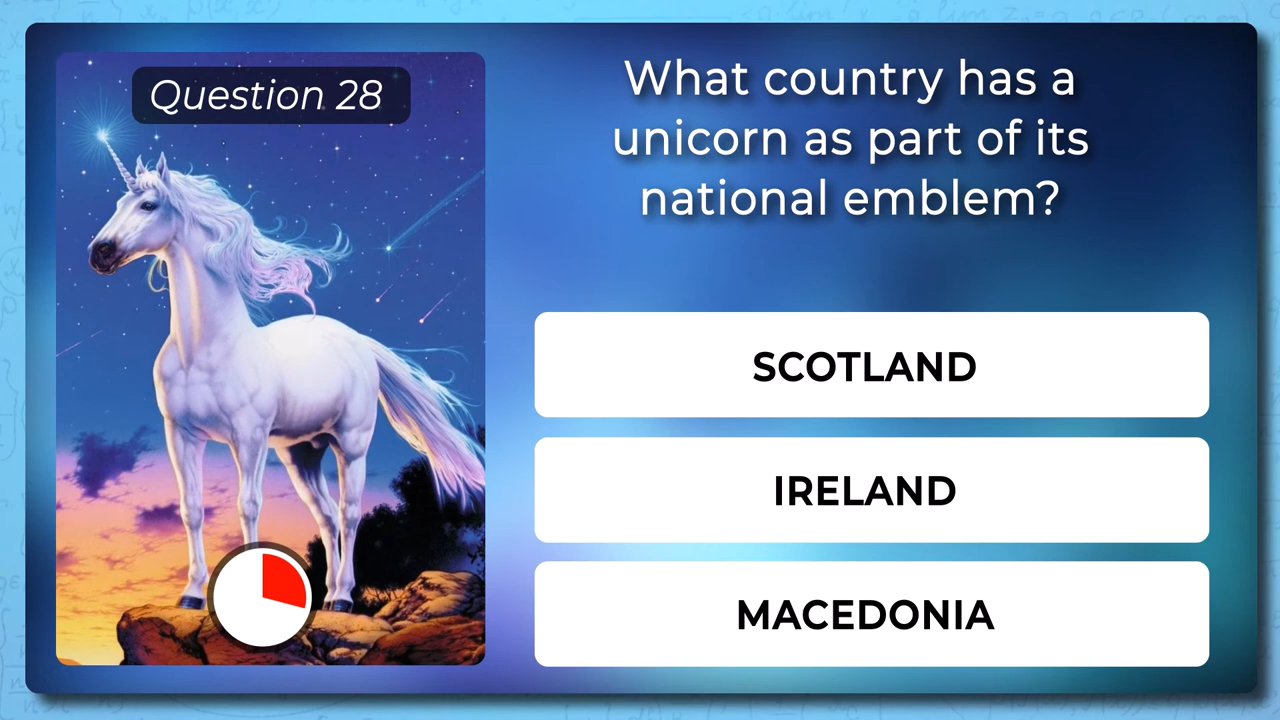 Question 28
What country has a
unicorn as part of its
national emblem?
SCOTLAND
IRELAND
MACEDONIA